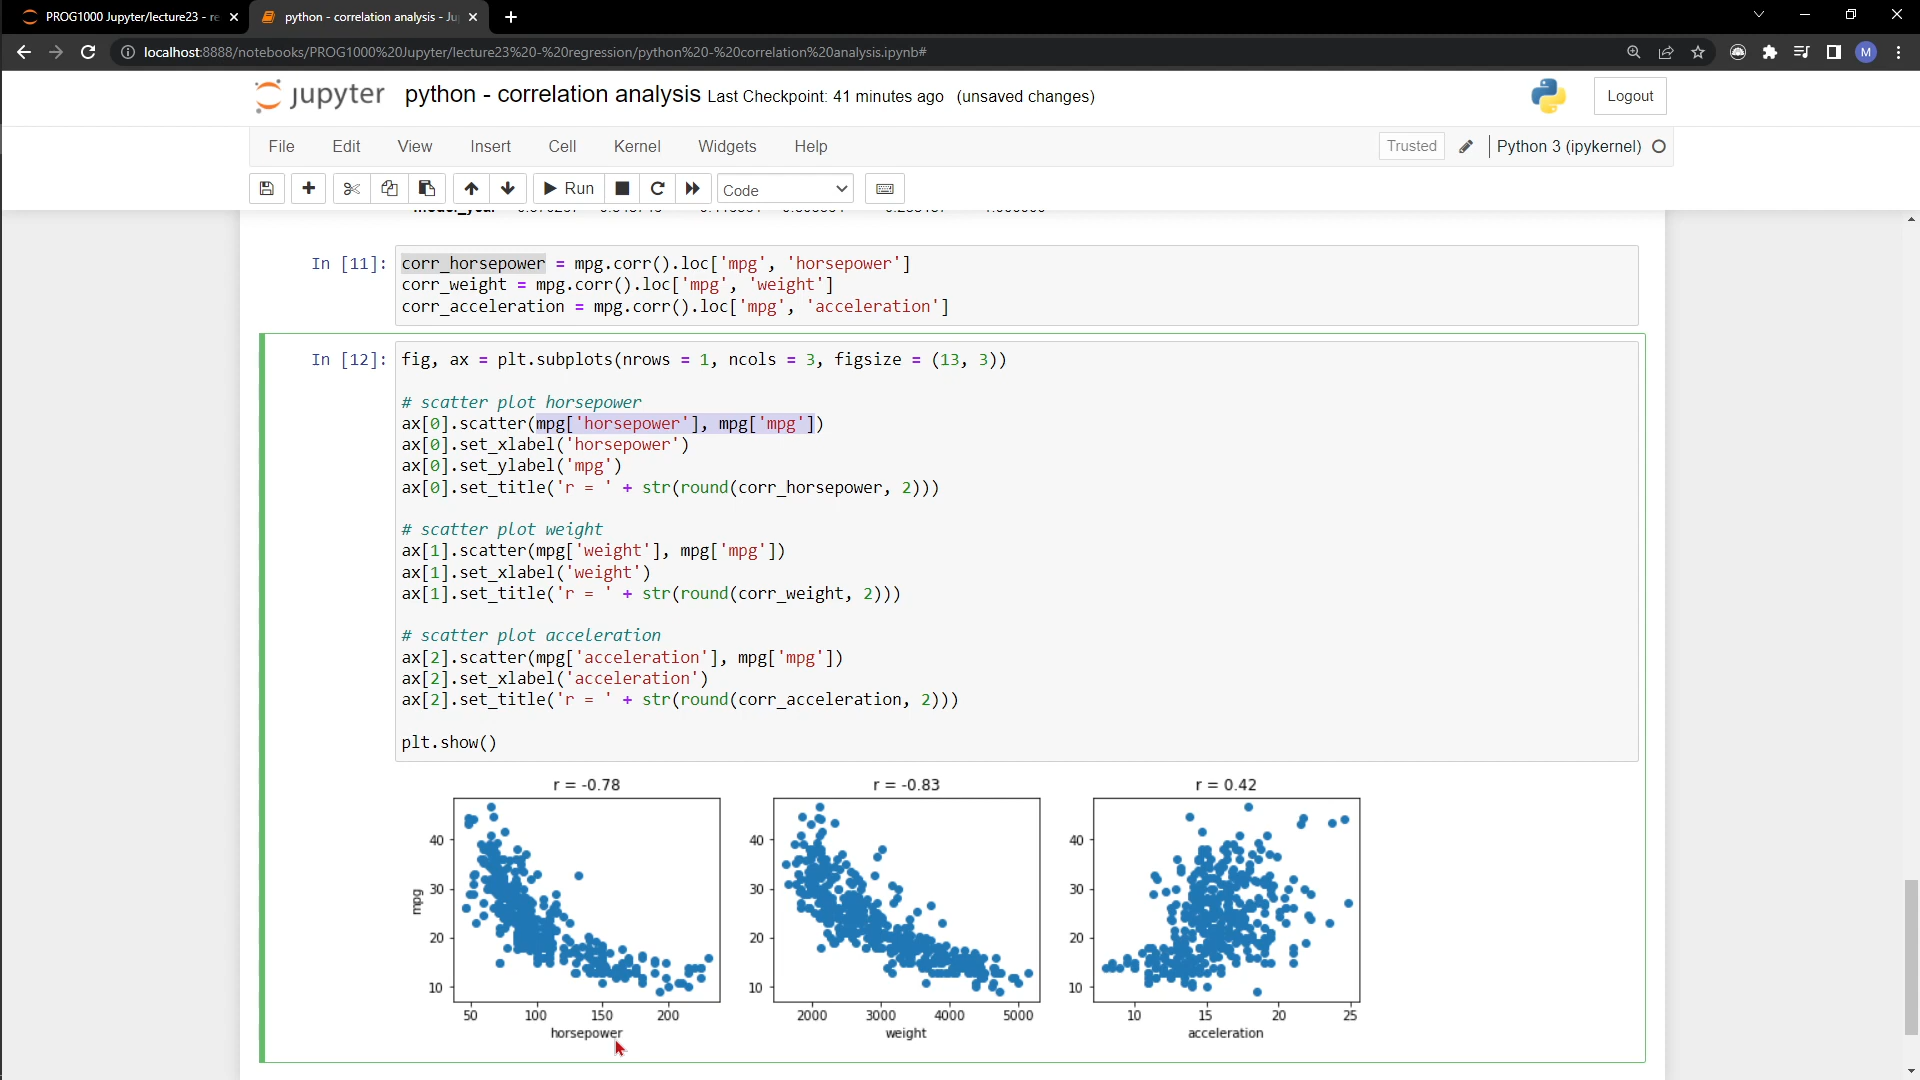 PROG1000 Jupyter/lecture23 - re
python - correlation analysis - Ju
localhost:8888/notebooks/PROG1000%20Jupyter/lecture23%20-%20regression/python%20-%20correlation%20analysis.ipynb#
M
jupyter python - correlation analysis Last Checkpoint: 41 minutes ago (unsaved changes)
Logout
File Edit View Insert Cell Kernel Widgets Help
Trusted Python 3 (ipykernel)
Run Code
In [11]: corr_horsepower = mpg.corr().loc['mpg', 'horsepower']
corr_weight = mpg.corr().loc['mpg', 'weight']
corr_acceleration = mpg.corr().loc['mpg', 'acceleration']
In [12]: fig, ax = plt.subplots(nrows = 1, ncols = 3, figsize = (13, 3))
# scatter plot horsepower
ax[0].scatter(mpg['horsepower'], mpg['mpg'])
ax[0].set_xlabel('horsepower')
ax[0].set_ylabel('mpg')
ax[0].set_title('r = ' + str(round(corr_horsepower, 2)))
# scatter plot weight
ax[1].scatter(mpg['weight'], mpg['mpg'])
ax[1].set_xlabel('weight')
ax[1].set_title('r = ' + str(round(corr_weight, 2)))
# scatter plot acceleration
ax[2].scatter(mpg['acceleration'], mpg['mpg'])
ax[2].set_xlabel('acceleration')
ax[2].set_title('r = ' + str(round(corr_acceleration, 2)))
plt.show()
r = -0.78
40
30
20
10
mpg
50 100 150 200
horsepower
r = -0.83
40
30
20
10
2000 3000 4000 5000
weight
r = 0.42
40
30
20
10
10 15 20 25
acceleration